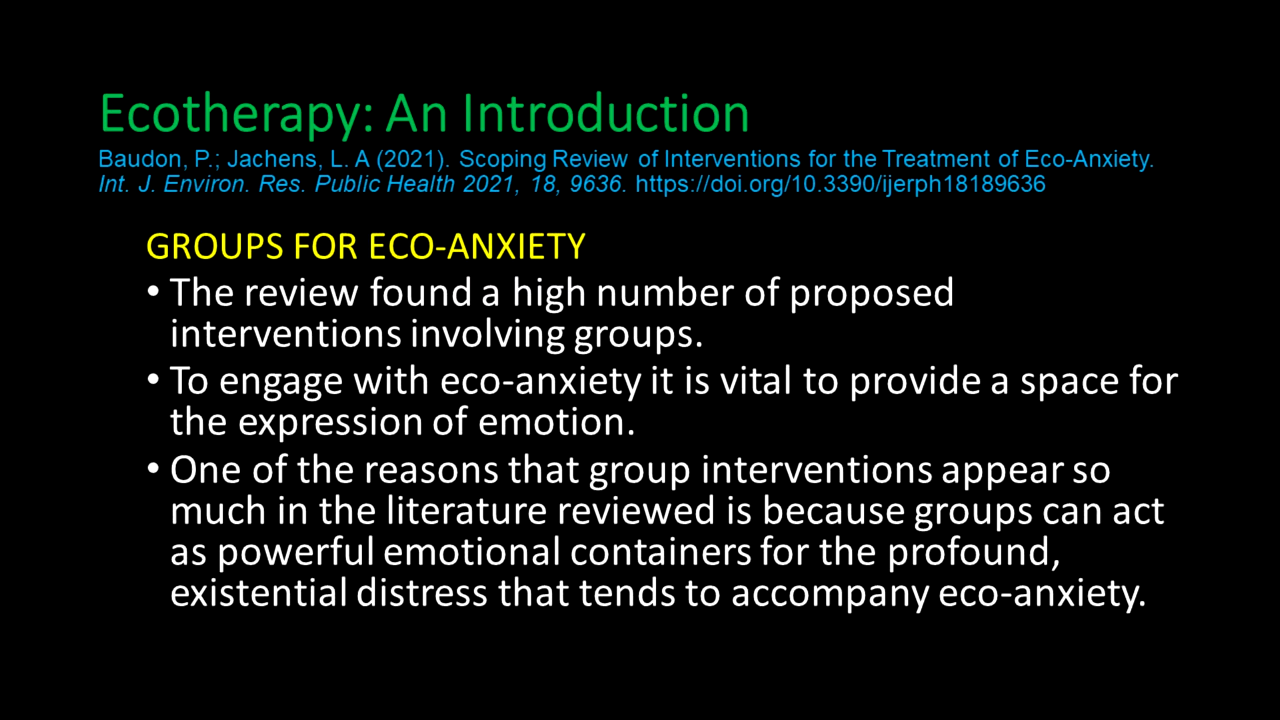 Ecotherapy: An Introduction
Baudon, P.; Jachens, L. A (2021). Scoping Review of Interventions for the Treatment of Eco-Anxiety.
Int. J. Environ. Res. Public Health 2021, 18, 9636. https://doi.org/10.3390/ijerph18189636
GROUPS FOR ECO-ANXIETY
• The review found a high number of proposed
interventions involving groups.
• To engage with eco-anxiety it is vital to provide a space for
the expression of emotion.
• One of the reasons that group interventions appear so
much in the literature reviewed is because groups can act
as powerful emotional containers for the profound,
existential distress that tends to accompany eco-anxiety.